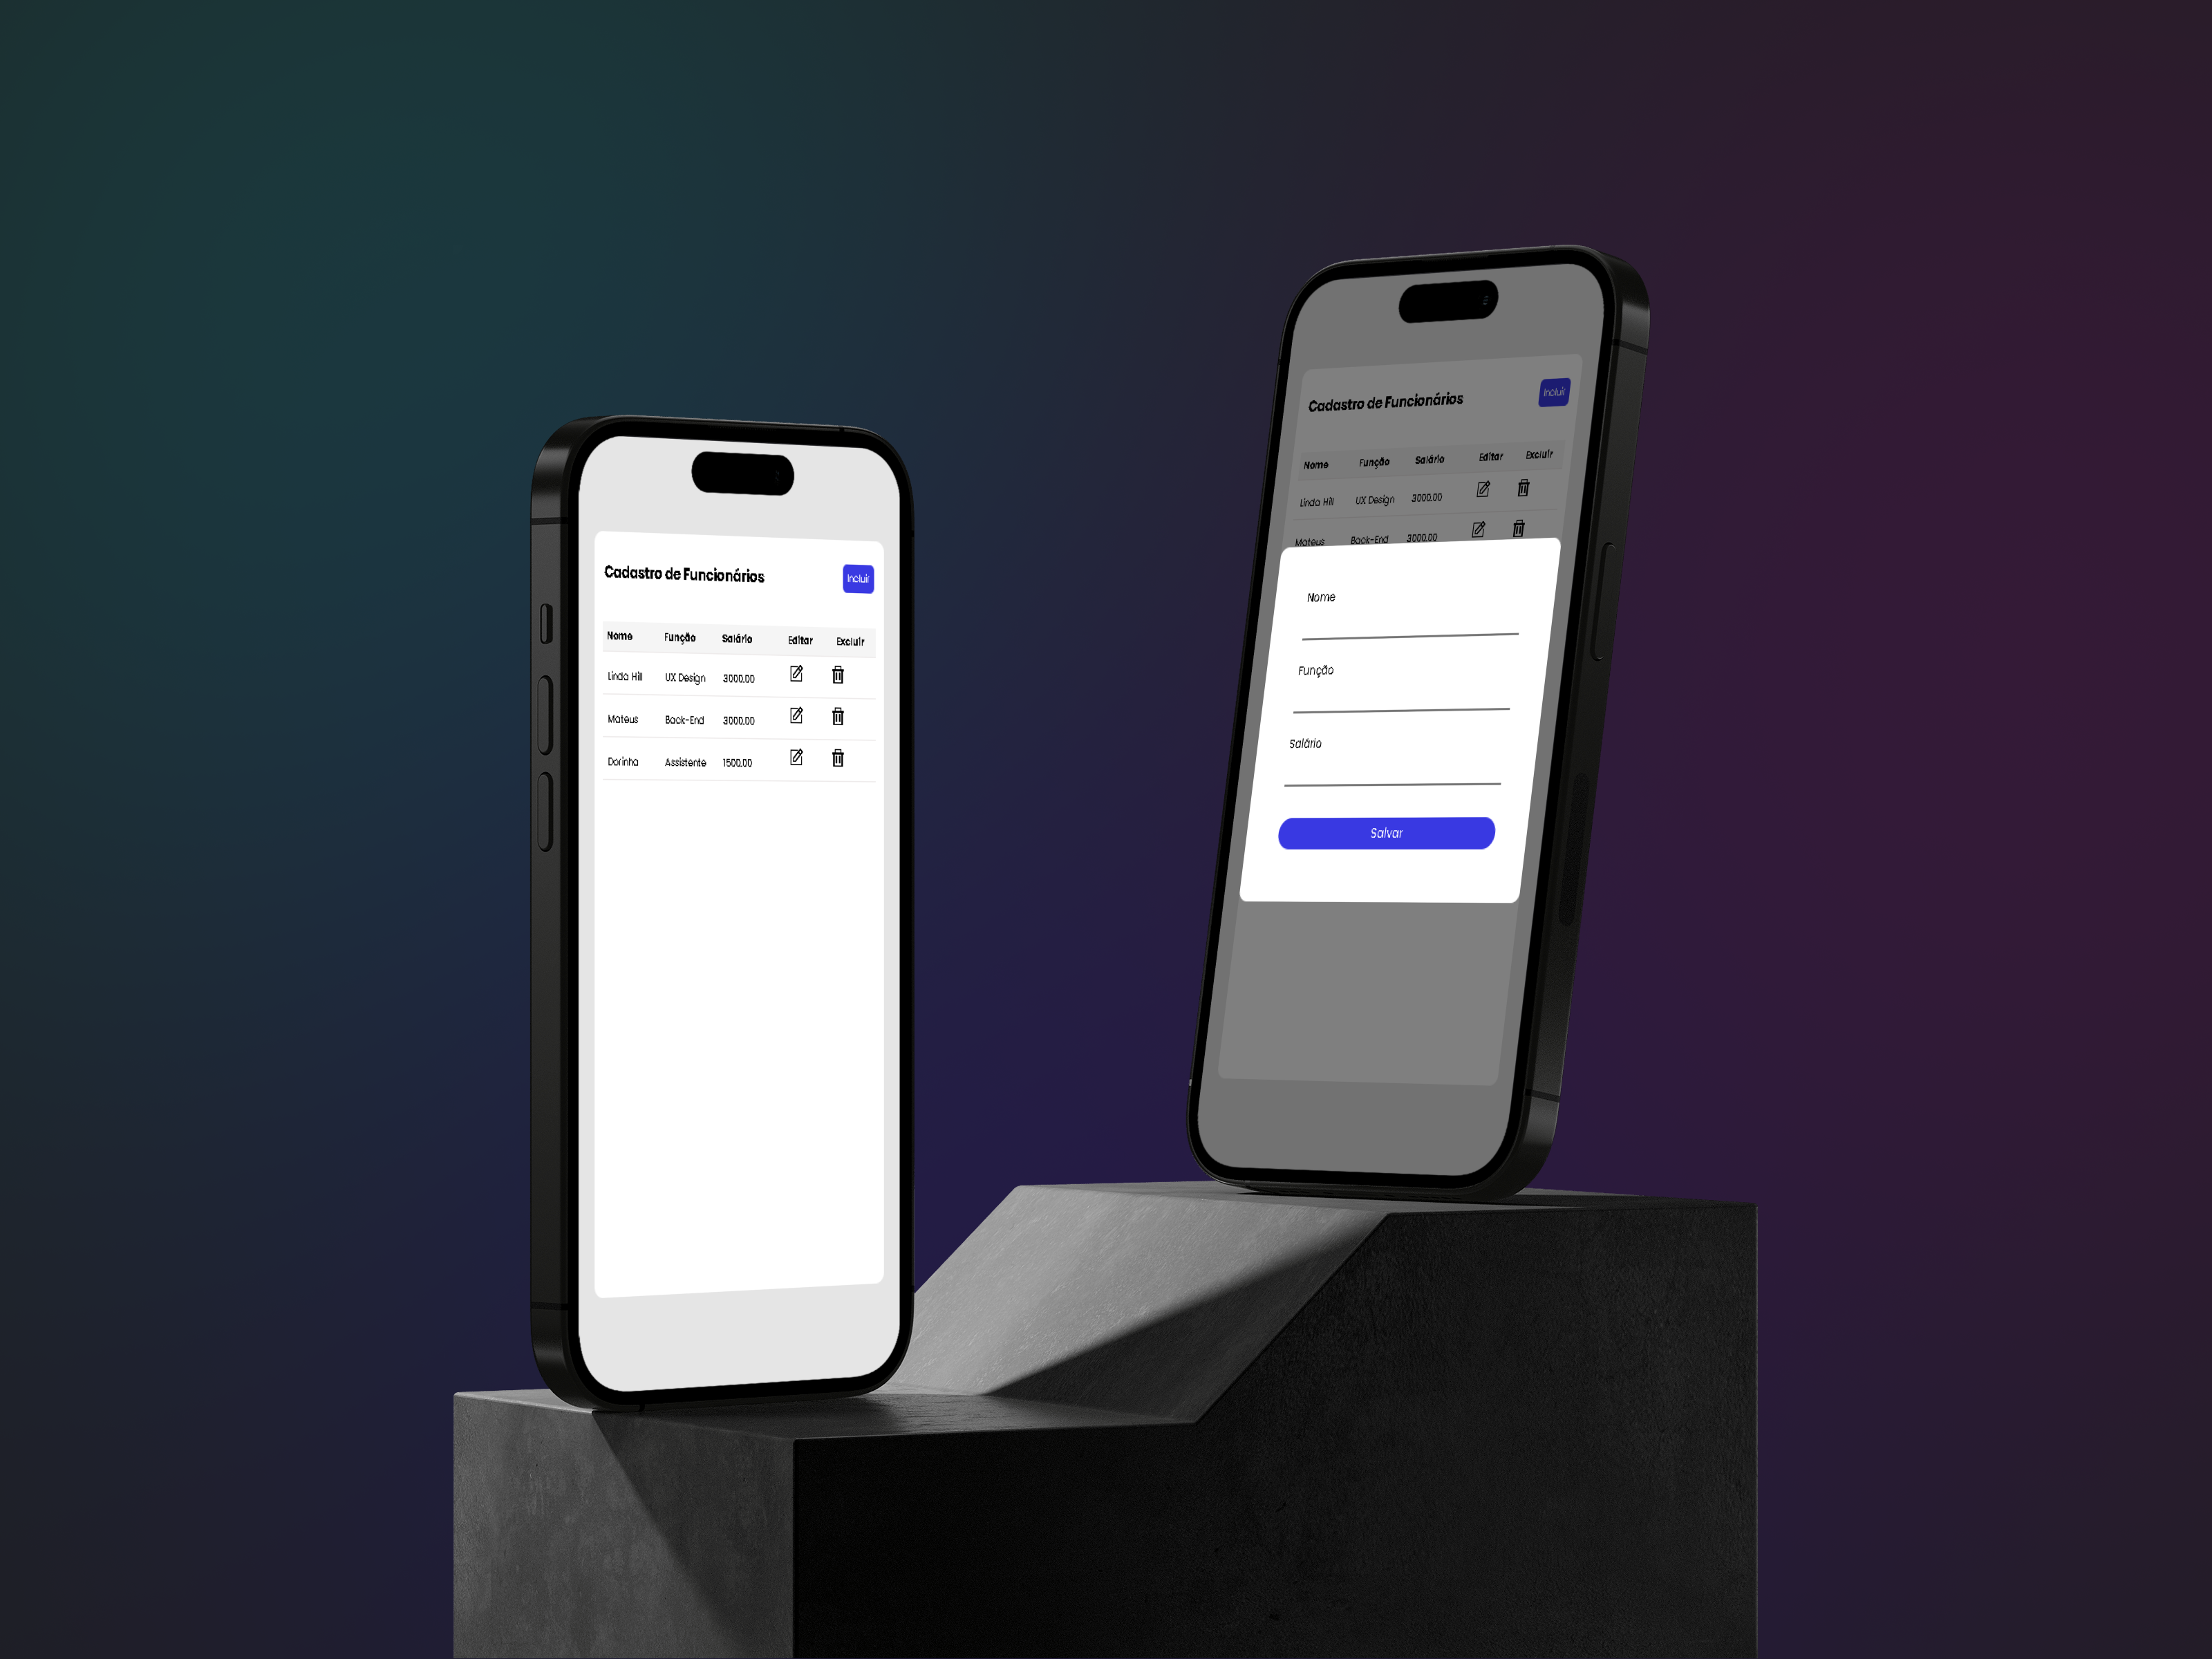 Cadastro de Funcionários
Incluir
Nome Função Salário Editar Excluir
Linda Hill UX Design 3000.00
Mateus Back-End 3000.00
Dorinha Assistente 1500.00
Cadastro de Funcionários
Incluir
Nome Função Salário Editar Excluir
Linda Hill UX Design 3000.00
Mateus Back-End 3000.00
Nome
Função
Salário
Salvar